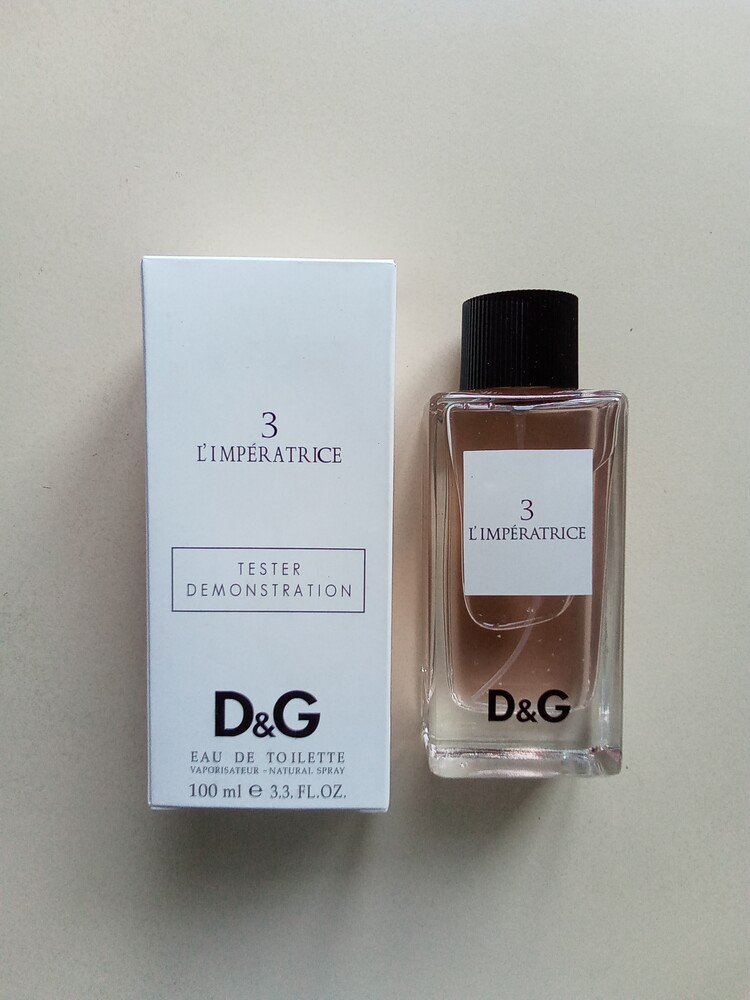 3
L'IMPÉRATRICE
TESTER
DEMONSTRATION
D&G
EAU DE TOILETTE
VAPORISATEUR - NATURAL SPRAY
100 ml ℮ 3,3. FL.OZ.
3
L'IMPÉRATRICE
D&G